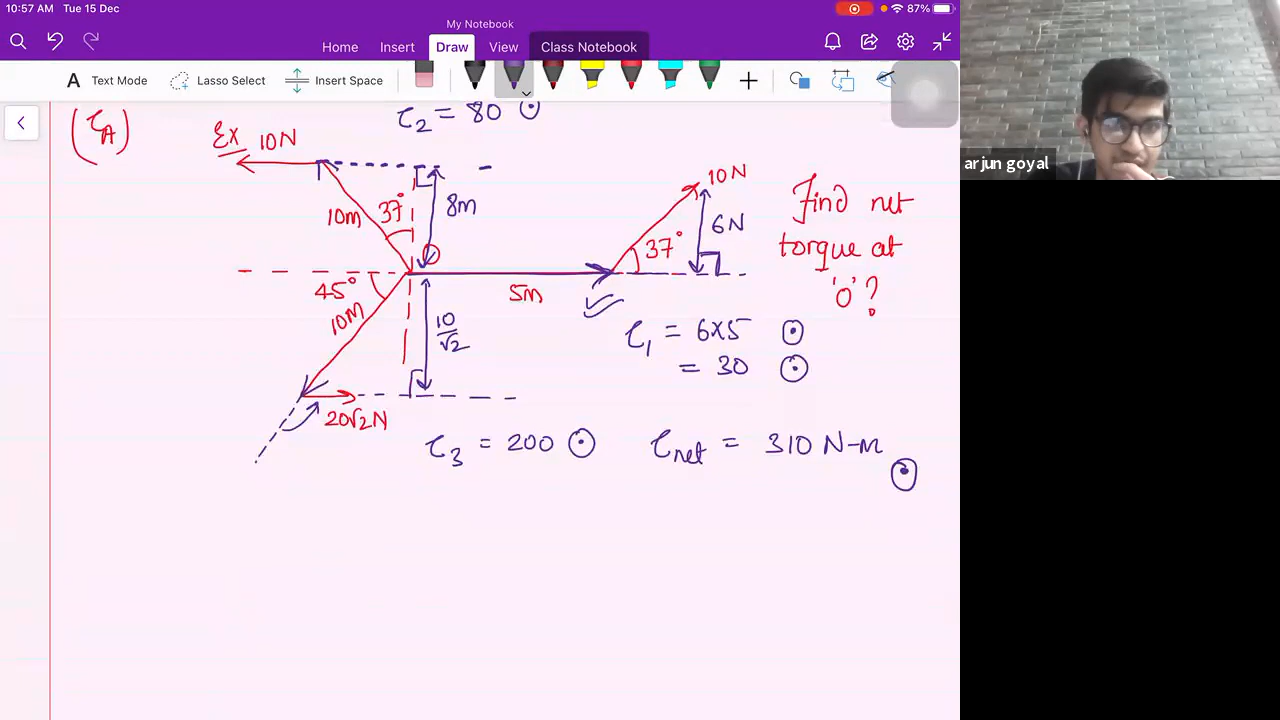 10:57 AM Tue 15 Dec
87%
My Notebook
Home Insert Draw View Class Notebook
A Text Mode Lasso Select Insert Space
arjun goyal
(τA)
τ2 = 80 ⊙
Ex 10N
10m 37° 8m
O
10N
37° 6N
5m
45°
10m
10/√2
20√2N
Find net
torque at
'O'?
τ1 = 6×5 ⊙
= 30 ⊙
τ3 = 200 ⊙ τnet = 310 N-m ⊙